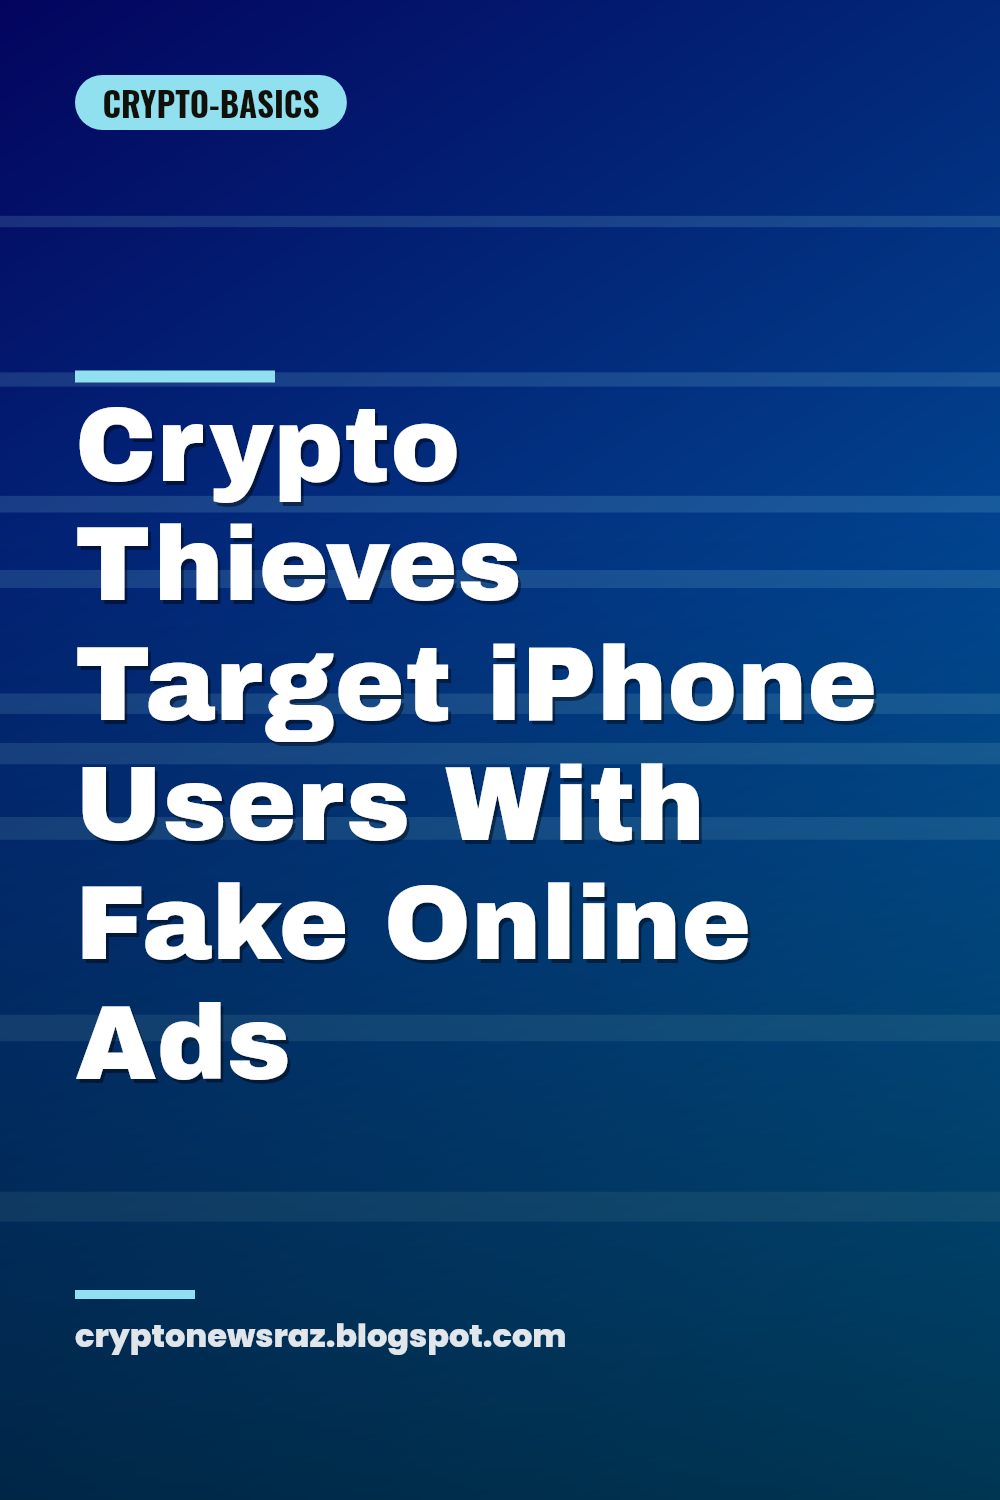 CRYPTO-BASICS
Crypto
Thieves
Target iPhone
Users With
Fake Online
Ads
cryptonewsraz.blogspot.com